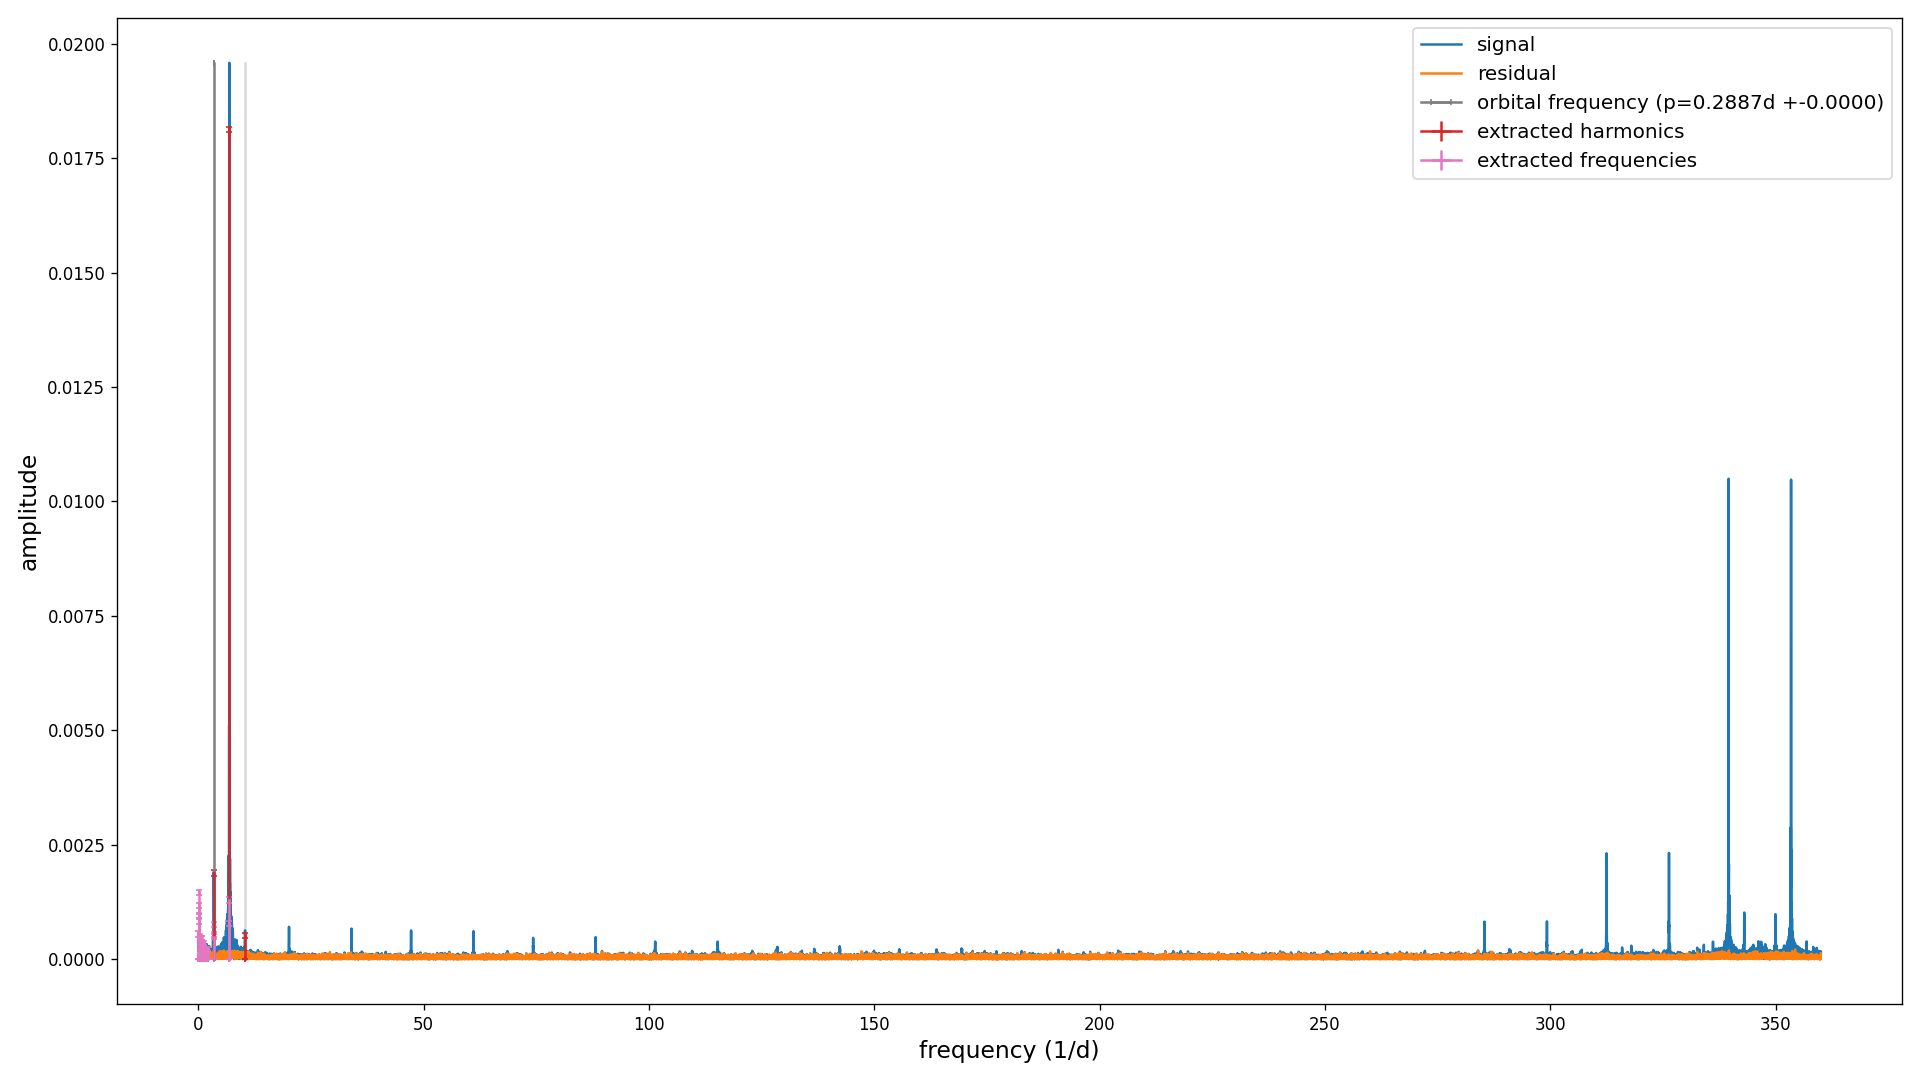 signal
residual
orbital frequency (p=0.2887d +-0.0000)
extracted harmonics
extracted frequencies
0.0200
0.0175
0.0150
0.0125
0.0100
0.0075
0.0050
0.0025
0.0000
amplitude
0 50 100 150 200 250 300 350
frequency (1/d)